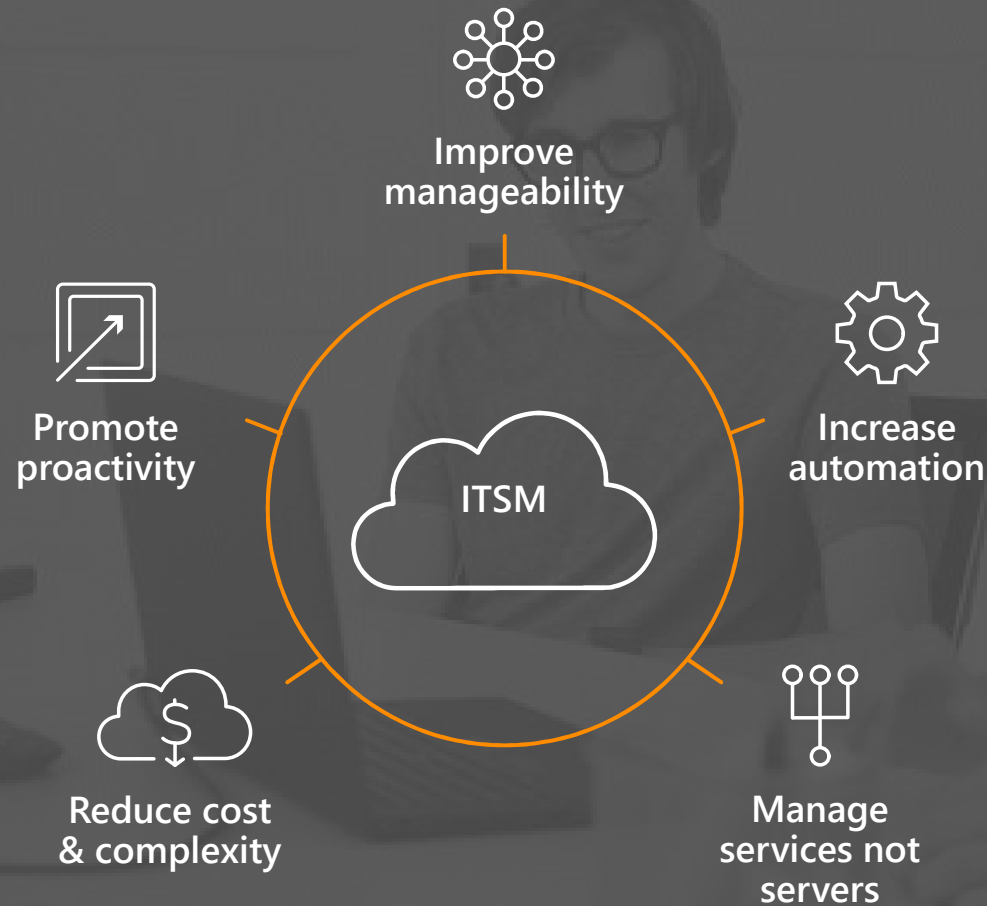 Improve
manageability
Promote
proactivity
Increase
automation
ITSM
$
Reduce cost
& complexity
Manage
services not
servers